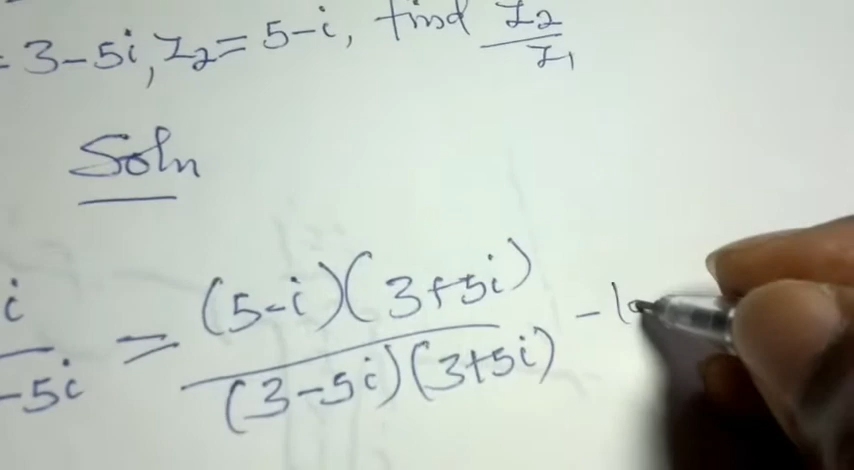 = 3-5i, Z₂ = 5-i, find Z₂/Z₁
Soln
i/-5i = (5-i)(3+5i)/(3-5i)(3+5i)